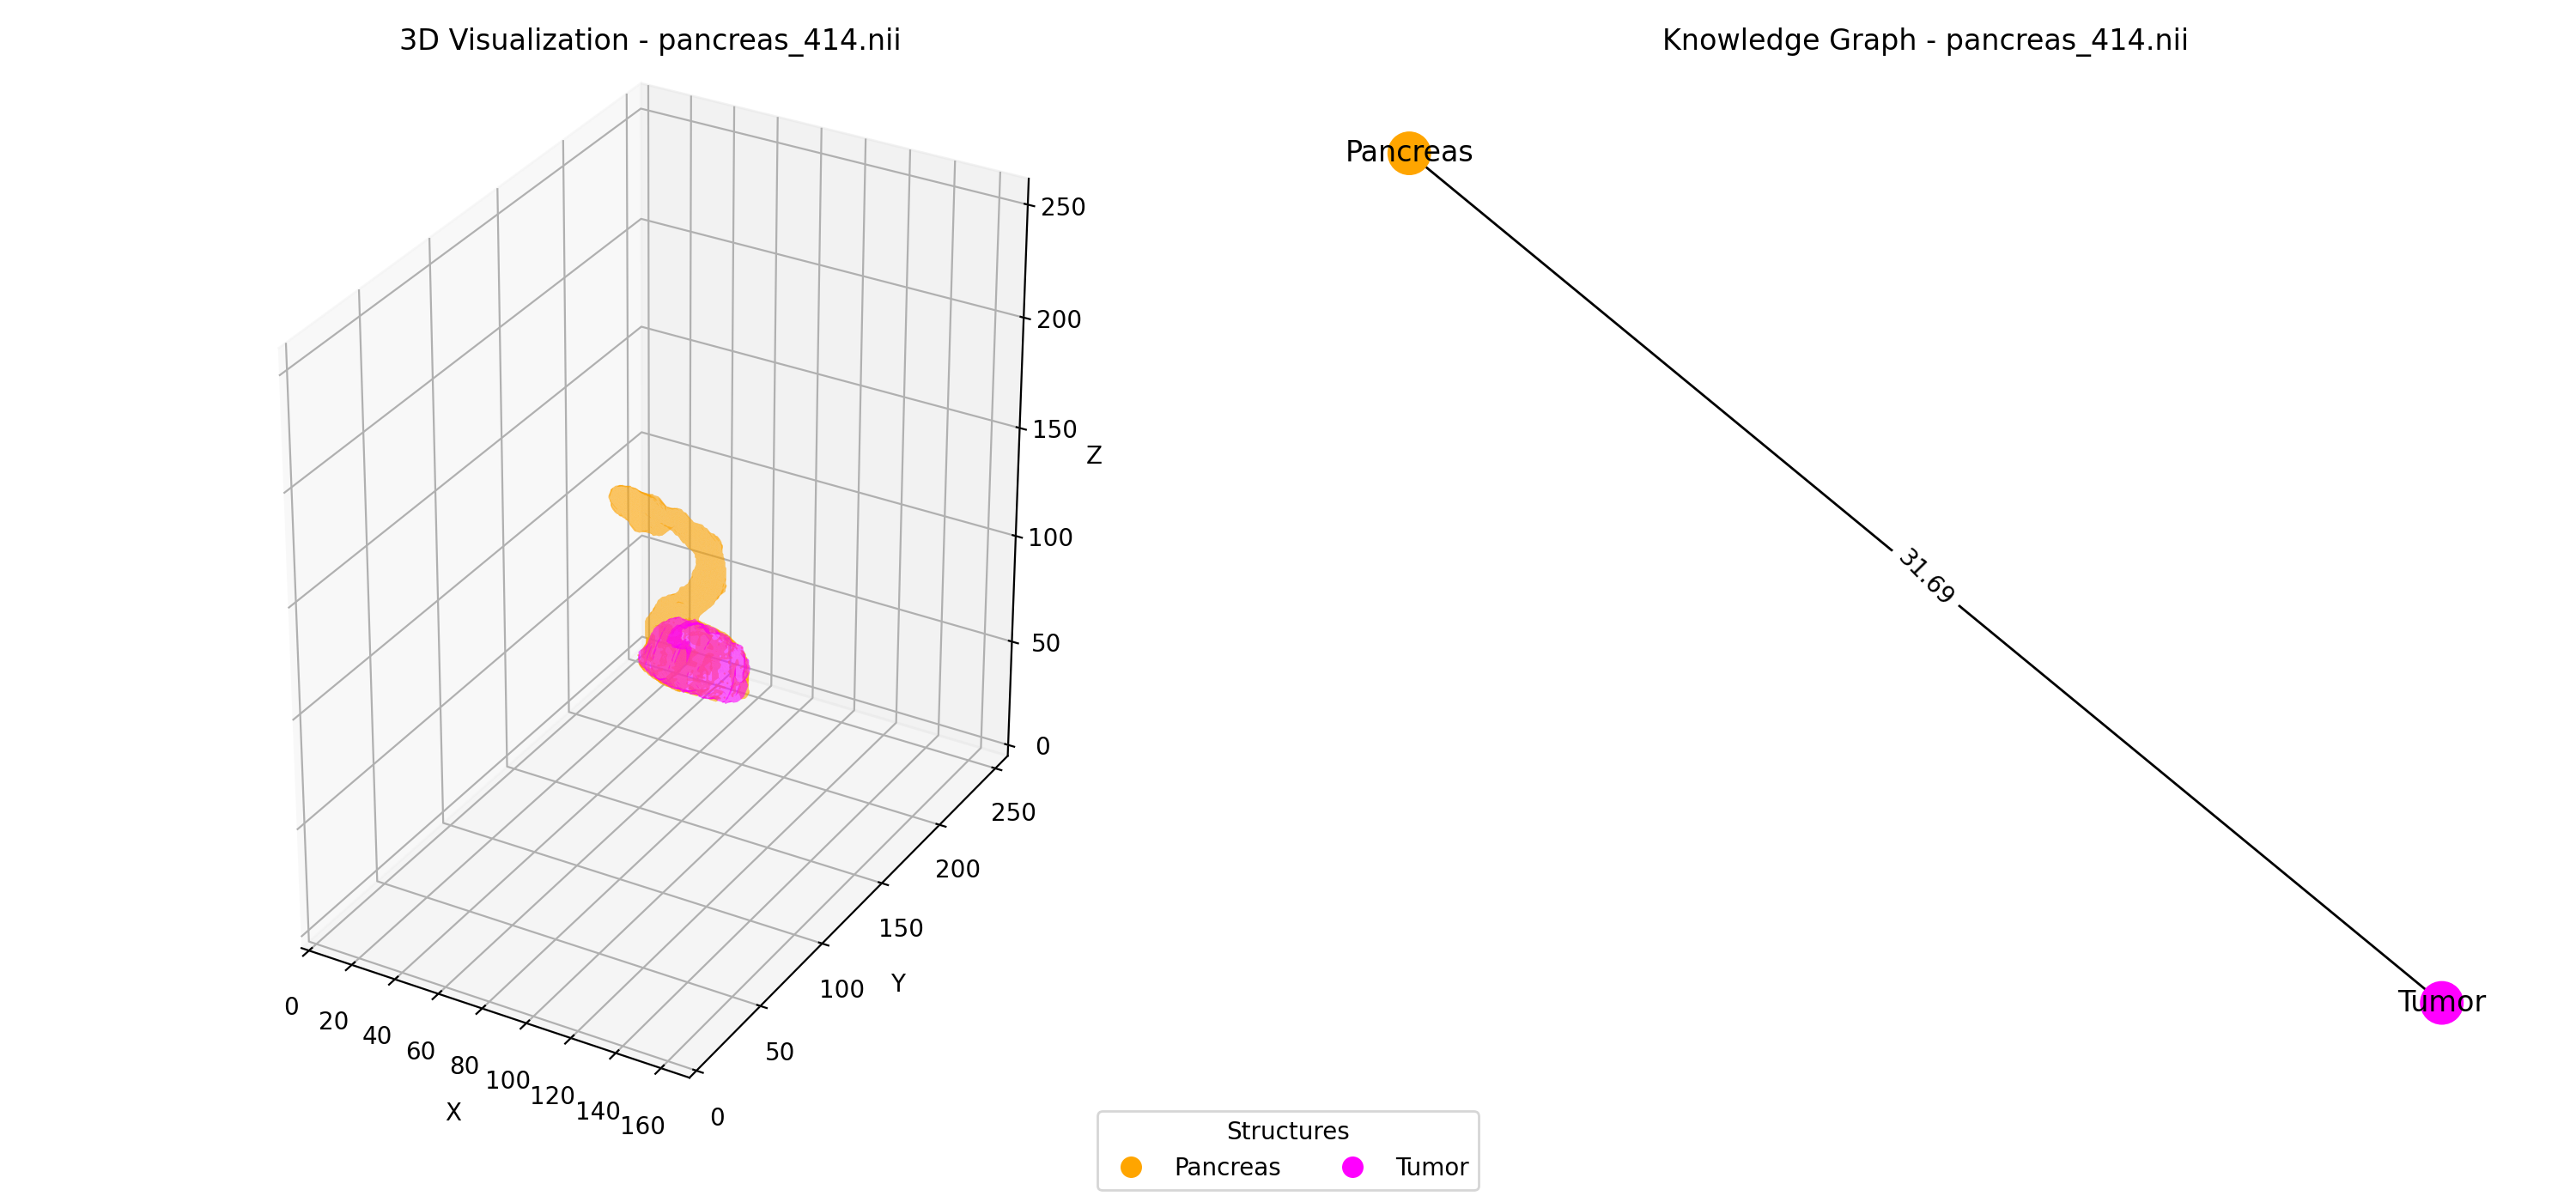 3D Visualization - pancreas_414.nii
250
200
150
Z
100
50
0
250
200
150
100
Y
50
0
0
20
40
60
80
100
120
140
160
X
Knowledge Graph - pancreas_414.nii
Pancreas
31.69
Tumor
Structures
Pancreas
Tumor